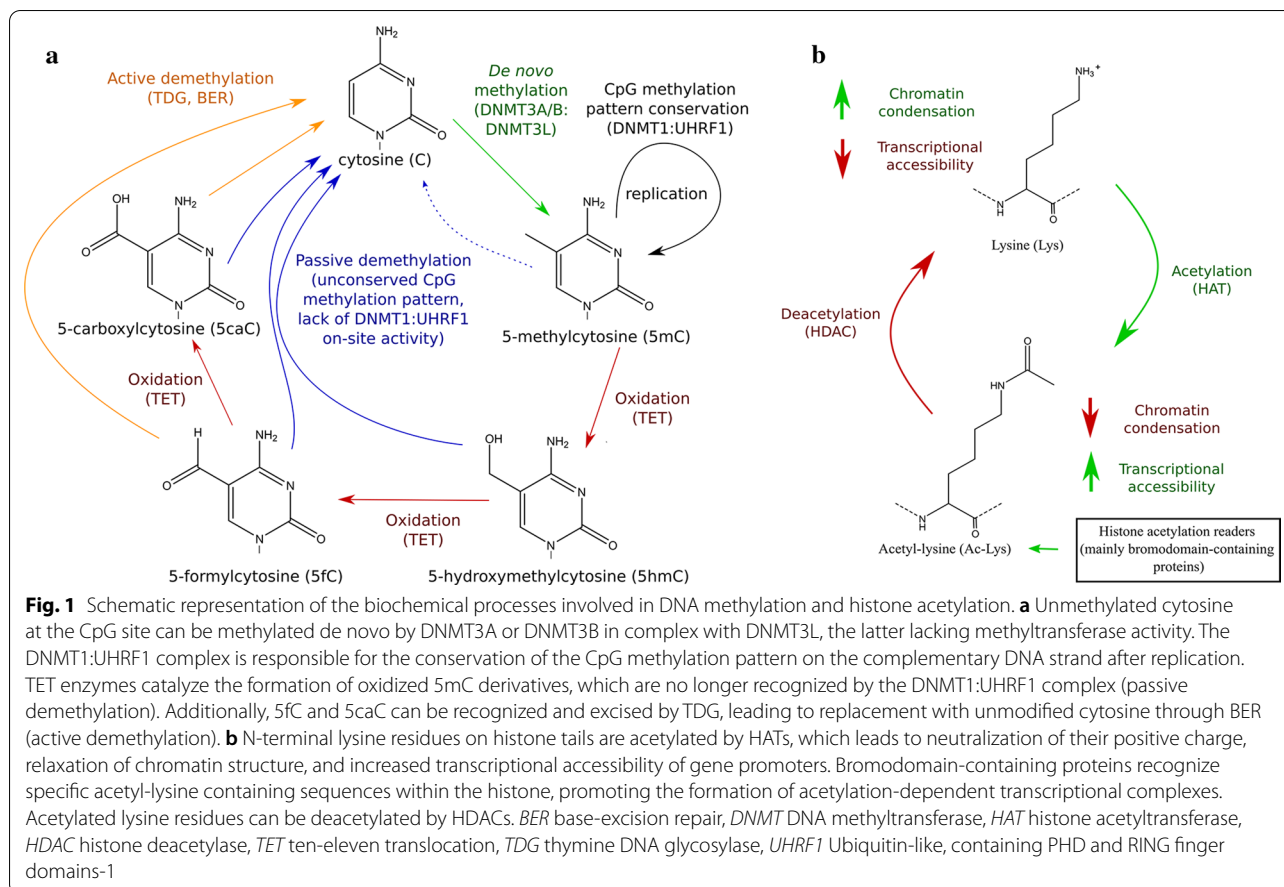 a
NH₂
N
N
O
cytosine (C)
Active demethylation
(TDG, BER)
De novo
methylation
(DNMT3A/B:
DNMT3L)
CpG methylation
pattern conservation
(DNMT1:UHRF1)
replication
O
OH
NH₂
N
N
O
5-carboxylcytosine (5caC)
Passive demethylation
(unconserved CpG
methylation pattern,
lack of DNMT1:UHRF1
on-site activity)
NH₂
N
N
O
5-methylcytosine (5mC)
Oxidation
(TET)
Oxidation
(TET)
H
O
NH₂
N
N
O
5-formylcytosine (5fC)
Oxidation
(TET)
OH
NH₂
N
N
O
5-hydroxymethylcytosine (5hmC)
b
Chromatin
condensation
Transcriptional
accessibility
NH₃⁺
N
H
O
Lysine (Lys)
Acetylation
(HAT)
Deacetylation
(HDAC)
O
HN
N
H
O
Acetyl-lysine (Ac-Lys)
Chromatin
condensation
Transcriptional
accessibility
Histone acetylation readers
(mainly bromodomain-containing
proteins)
Fig. 1 Schematic representation of the biochemical processes involved in DNA methylation and histone acetylation. a Unmethylated cytosine
at the CpG site can be methylated de novo by DNMT3A or DNMT3B in complex with DNMT3L, the latter lacking methyltransferase activity. The
DNMT1:UHRF1 complex is responsible for the conservation of the CpG methylation pattern on the complementary DNA strand after replication.
TET enzymes catalyze the formation of oxidized 5mC derivatives, which are no longer recognized by the DNMT1:UHRF1 complex (passive
demethylation). Additionally, 5fC and 5caC can be recognized and excised by TDG, leading to replacement with unmodified cytosine through BER
(active demethylation). b N-terminal lysine residues on histone tails are acetylated by HATs, which leads to neutralization of their positive charge,
relaxation of chromatin structure, and increased transcriptional accessibility of gene promoters. Bromodomain-containing proteins recognize
specific acetyl-lysine containing sequences within the histone, promoting the formation of acetylation-dependent transcriptional complexes.
Acetylated lysine residues can be deacetylated by HDACs. BER base-excision repair, DNMT DNA methyltransferase, HAT histone acetyltransferase,
HDAC histone deacetylase, TET ten-eleven translocation, TDG thymine DNA glycosylase, UHRF1 Ubiquitin-like, containing PHD and RING finger
domains-1